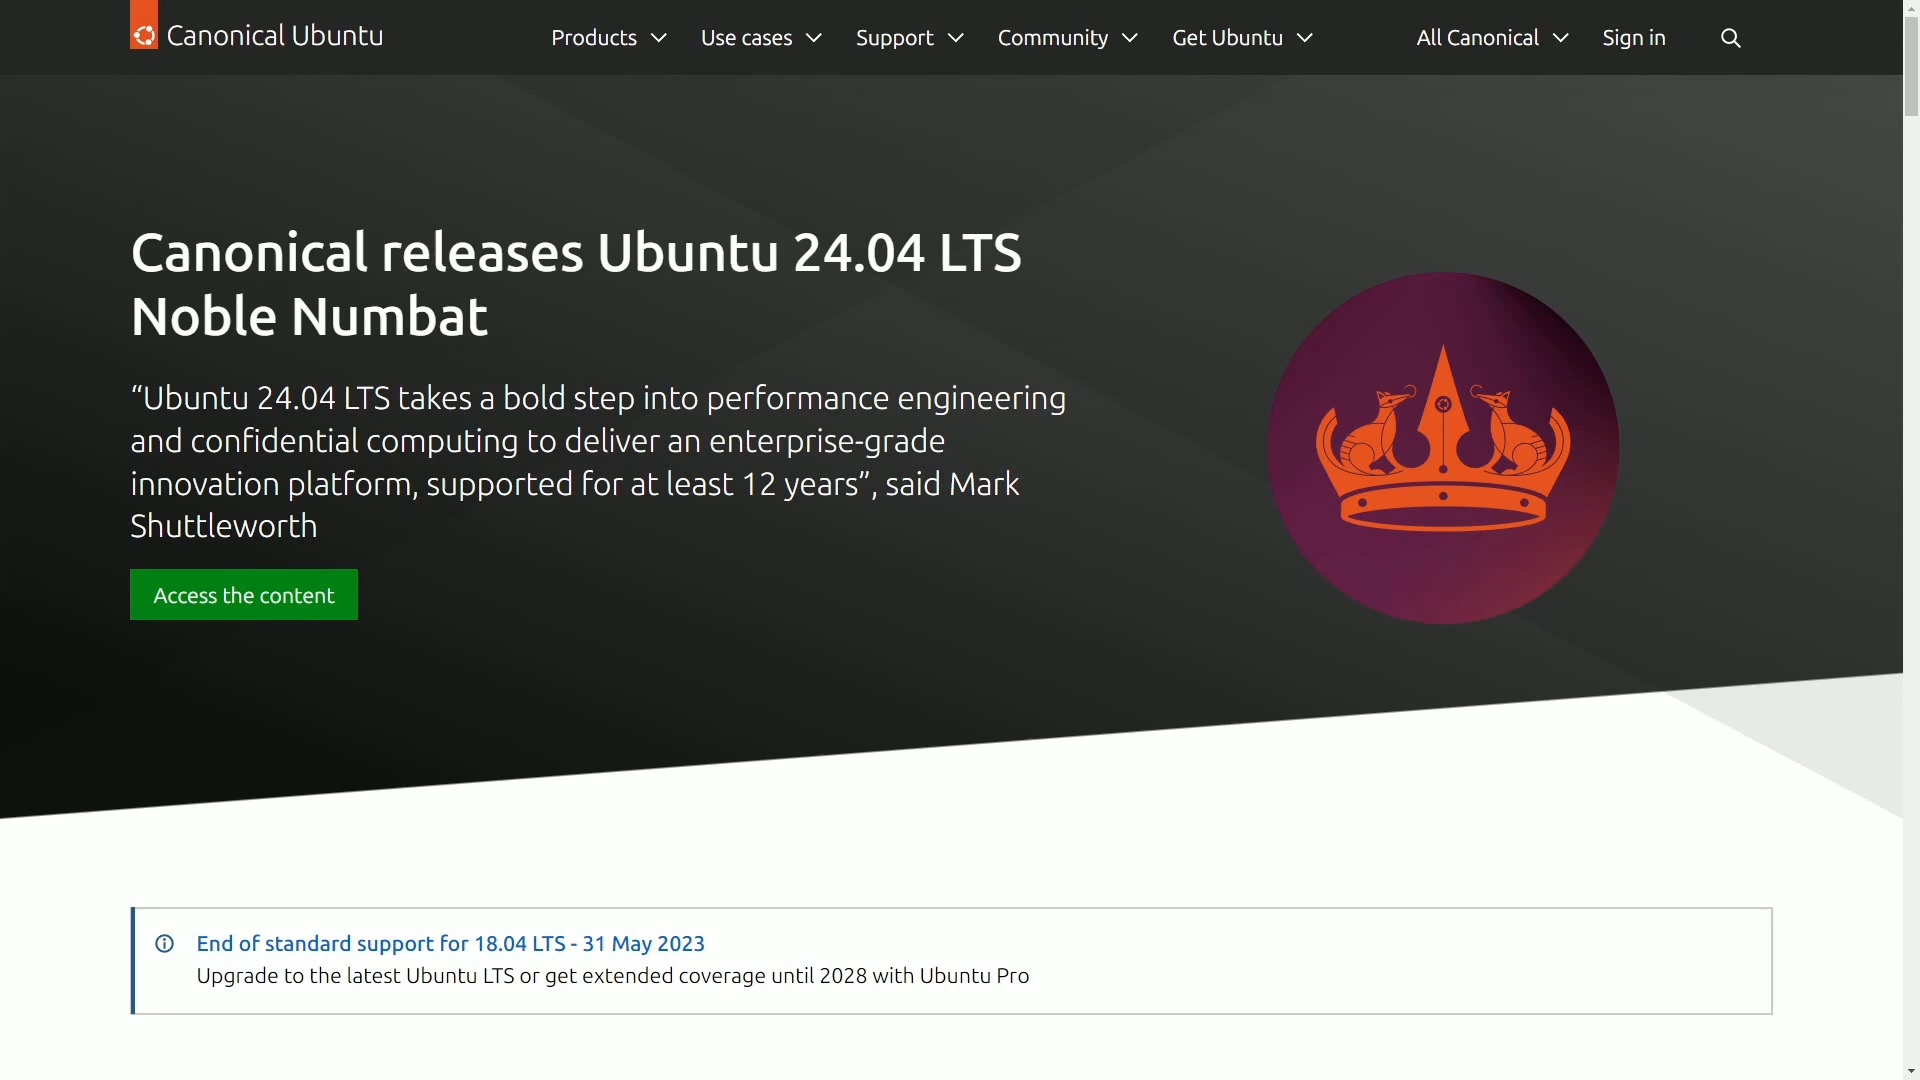 Canonical Ubuntu
Products
Use cases
Support
Community
Get Ubuntu
All Canonical
Sign in
Canonical releases Ubuntu 24.04 LTS
Noble Numbat
“Ubuntu 24.04 LTS takes a bold step into performance engineering
and confidential computing to deliver an enterprise-grade
innovation platform, supported for at least 12 years”, said Mark
Shuttleworth
Access the content
End of standard support for 18.04 LTS - 31 May 2023
Upgrade to the latest Ubuntu LTS or get extended coverage until 2028 with Ubuntu Pro